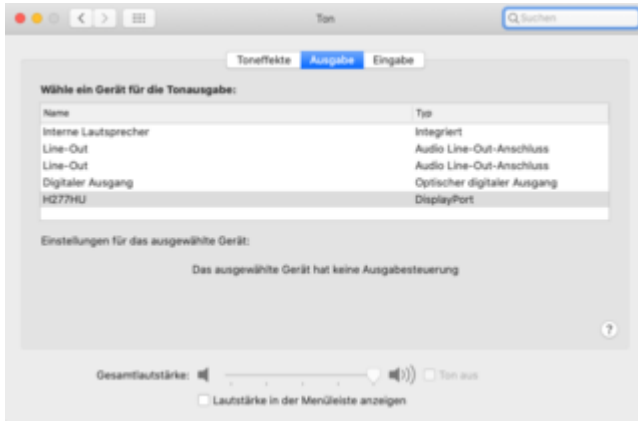 Ton
Suchen
Toneffekte Ausgabe Eingabe
Wähle ein Gerät für die Tonausgabe:
Name Typ
Interne Lautsprecher Integriert
Line-Out Audio Line-Out-Anschluss
Line-Out Audio Line-Out-Anschluss
Digitaler Ausgang Optischer digitaler Ausgang
H277HU DisplayPort
Einstellungen für das ausgewählte Gerät:
Das ausgewählte Gerät hat keine Ausgabesteuerung
?
Gesamtlautstärke: Ton aus
Lautstärke in der Menüleiste anzeigen